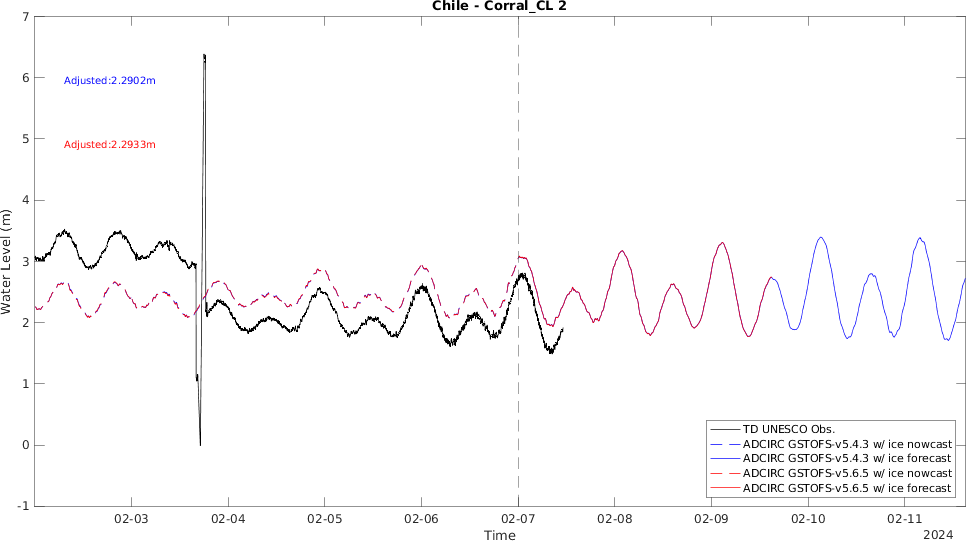 Chile - Corral_CL 2
7
6
5
4
3
2
1
0
-1
Water Level (m)
Adjusted:2.2902m
Adjusted:2.2933m
TD UNESCO Obs.
ADCIRC GSTOFS-v5.4.3 w/ ice nowcast
ADCIRC GSTOFS-v5.4.3 w/ ice forecast
ADCIRC GSTOFS-v5.6.5 w/ ice nowcast
ADCIRC GSTOFS-v5.6.5 w/ ice forecast
02-03 02-04 02-05 02-06 02-07 02-08 02-09 02-10 02-11
Time
2024